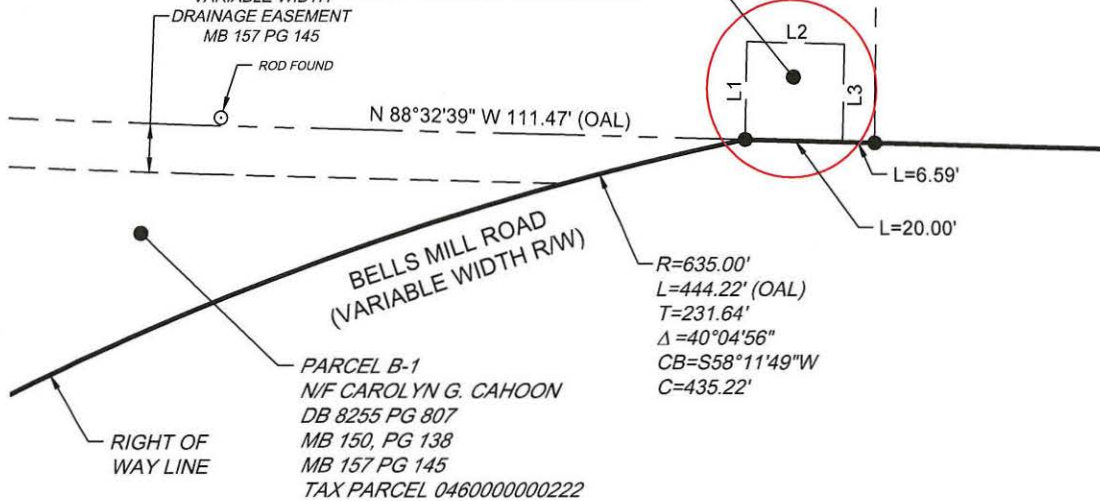 VARIABLE WIDTH
DRAINAGE EASEMENT
MB 157 PG 145
ROD FOUND
N 88°32'39" W 111.47' (OAL)
L2
L1
L3
L=6.59'
L=20.00'
BELLS MILL ROAD
(VARIABLE WIDTH R/W)
R=635.00'
L=444.22' (OAL)
T=231.64'
Δ =40°04'56"
CB=S58°11'49"W
C=435.22'
PARCEL B-1
N/F CAROLYN G. CAHOON
DB 8255 PG 807
MB 150, PG 138
MB 157 PG 145
TAX PARCEL 0460000000222
RIGHT OF
WAY LINE